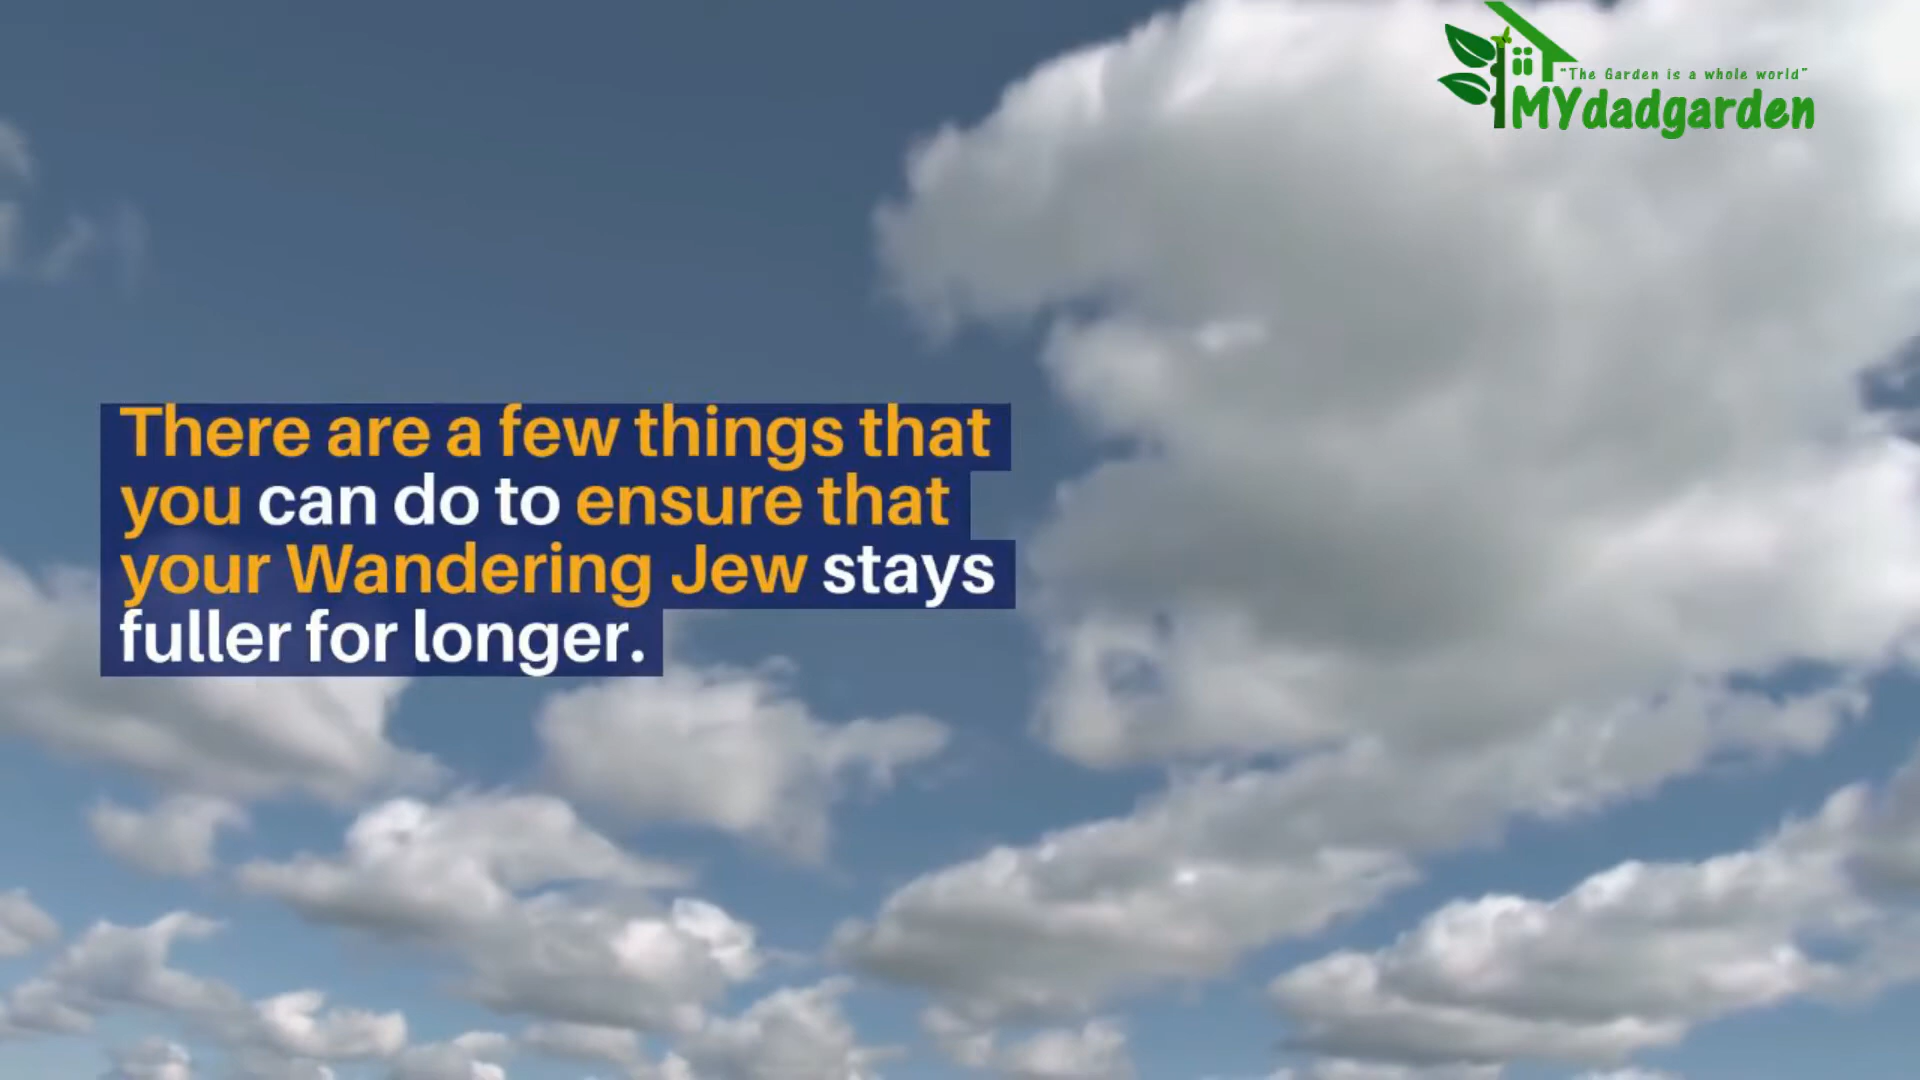 "The Garden is a whole world"
MYdadgarden
There are a few things that
you can do to ensure that
your Wandering Jew stays
fuller for longer.